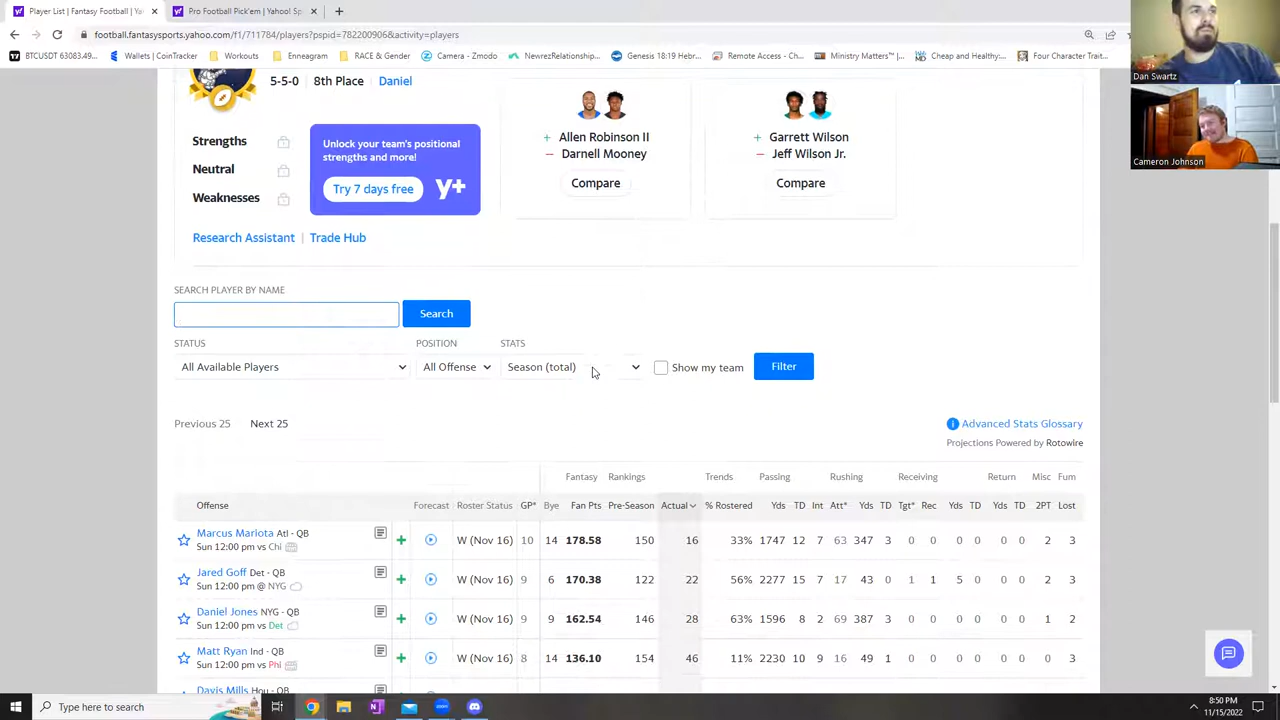 Player List | Fantasy Football | Y
Pro Football Pick'em | Yahoo! Sp
football.fantasysports.yahoo.com/f1/711784/players?pspid=782200906&activity=players
BTCUSDT 63083.49... Wallets | CoinTracker Workouts Enneagram RACE & Gender Camera - Zmodo NewrezRelationship... Genesis 18:19 Hebr... Remote Access - Ch... Ministry Matters™ |... Cheap and Healthy:... Four Character Trait...
Dan Swartz
Cameron Johnson
5-5-0 8th Place Daniel
Strengths
Neutral
Weaknesses
Unlock your team's positional
strengths and more!
Try 7 days free y+
+ Allen Robinson II
− Darnell Mooney
Compare
+ Garrett Wilson
− Jeff Wilson Jr.
Compare
Research Assistant | Trade Hub
SEARCH PLAYER BY NAME
Search
STATUS POSITION STATS
All Available Players All Offense Season (total) Show my team Filter
Previous 25 Next 25 Advanced Stats Glossary
Projections Powered by Rotowire
Fantasy Rankings Trends Passing Rushing Receiving Return Misc Fum
Offense Forecast Roster Status GP* Bye Fan Pts Pre-Season Actual % Rostered Yds TD Int Att* Yds TD Tgt* Rec Yds TD Yds TD 2PT Lost
Marcus Mariota Atl - QB W (Nov 16) 10 14 178.58 150 16 33% 1747 12 7 63 347 3 0 0 0 0 0 0 2 3
Sun 12:00 pm vs Chi
Jared Goff Det - QB W (Nov 16) 9 6 170.38 122 22 56% 2277 15 7 17 43 0 1 1 5 0 0 0 2 3
Sun 12:00 pm @ NYG
Daniel Jones NYG - QB W (Nov 16) 9 9 162.54 146 28 63% 1596 8 2 69 387 3 0 0 0 0 0 0 1 2
Sun 12:00 pm vs Det
Matt Ryan Ind - QB W (Nov 16) 8 14 136.10 154 46 11% 2230 10 9 16 49 1 0 0 0 0 0 0 0 3
Sun 12:00 pm vs Phi
Davis Mills Hou - QB
Type here to search
8:50 PM
11/15/2022